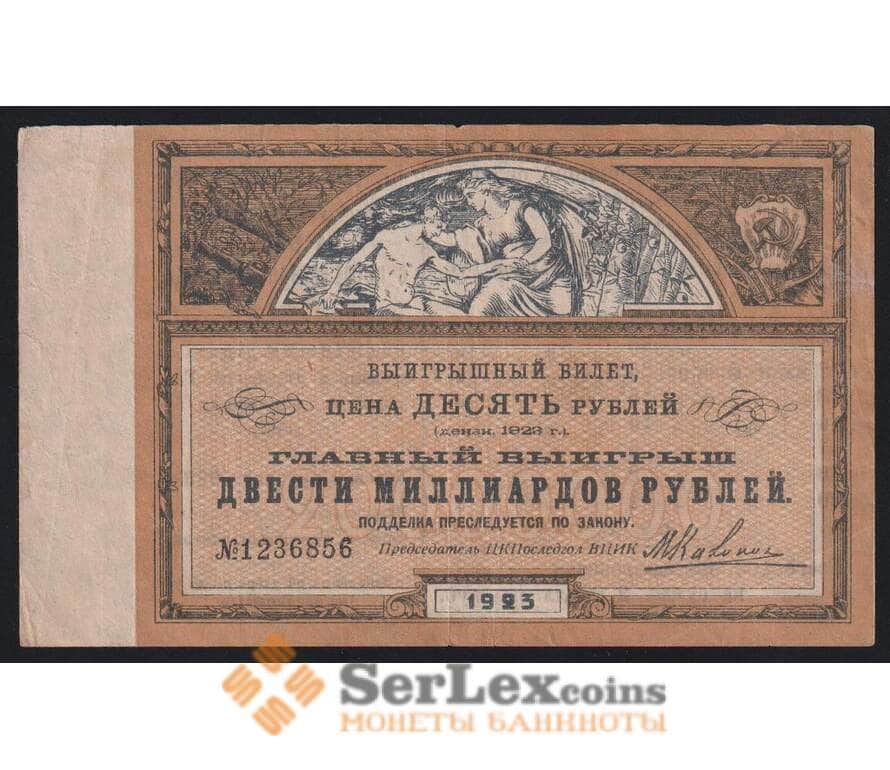 ВЫИГРЫШНЫЙ БИЛЕТ,
ЦЕНА ДЕСЯТЬ РУБЛЕЙ
(дензн. 1923 г.).
ГЛАВНЫЙ ВЫИГРЫШ
ДВЕСТИ МИЛЛИАРДОВ РУБЛЕЙ.
ПОДДЕЛКА ПРЕСЛЕДУЕТСЯ ПО ЗАКОНУ.
№1236856 Председатель ЦКПоследгол ВЦИК
1923
SerLexcoins
МОНЕТЫ БАНКНОТЫ